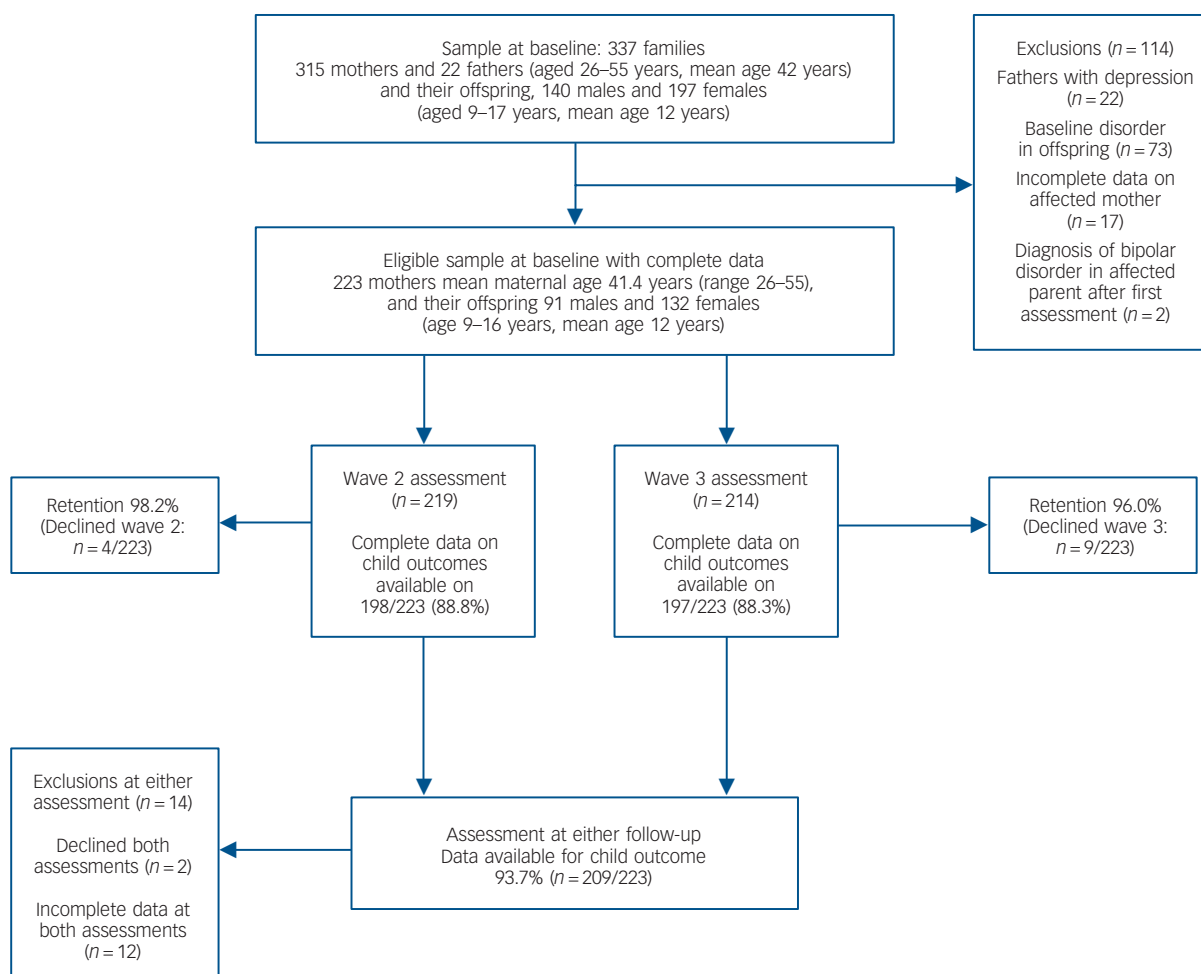 Sample at baseline: 337 families
315 mothers and 22 fathers (aged 26–55 years, mean age 42 years)
and their offspring, 140 males and 197 females
(aged 9–17 years, mean age 12 years)
Exclusions (n = 114)
Fathers with depression
(n = 22)
Baseline disorder
in offspring (n = 73)
Incomplete data on
affected mother
(n = 17)
Diagnosis of bipolar
disorder in affected
parent after first
assessment (n = 2)
Eligible sample at baseline with complete data
223 mothers mean maternal age 41.4 years (range 26–55),
and their offspring 91 males and 132 females
(age 9–16 years, mean age 12 years)
Retention 98.2%
(Declined wave 2:
n = 4/223)
Wave 2 assessment
(n = 219)
Complete data on
child outcomes
available on
198/223 (88.8%)
Wave 3 assessment
(n = 214)
Complete data on
child outcomes
available on
197/223 (88.3%)
Retention 96.0%
(Declined wave 3:
n = 9/223)
Exclusions at either
assessment (n = 14)
Declined both
assessments (n = 2)
Incomplete data at
both assessments
(n = 12)
Assessment at either follow-up
Data available for child outcome
93.7% (n = 209/223)